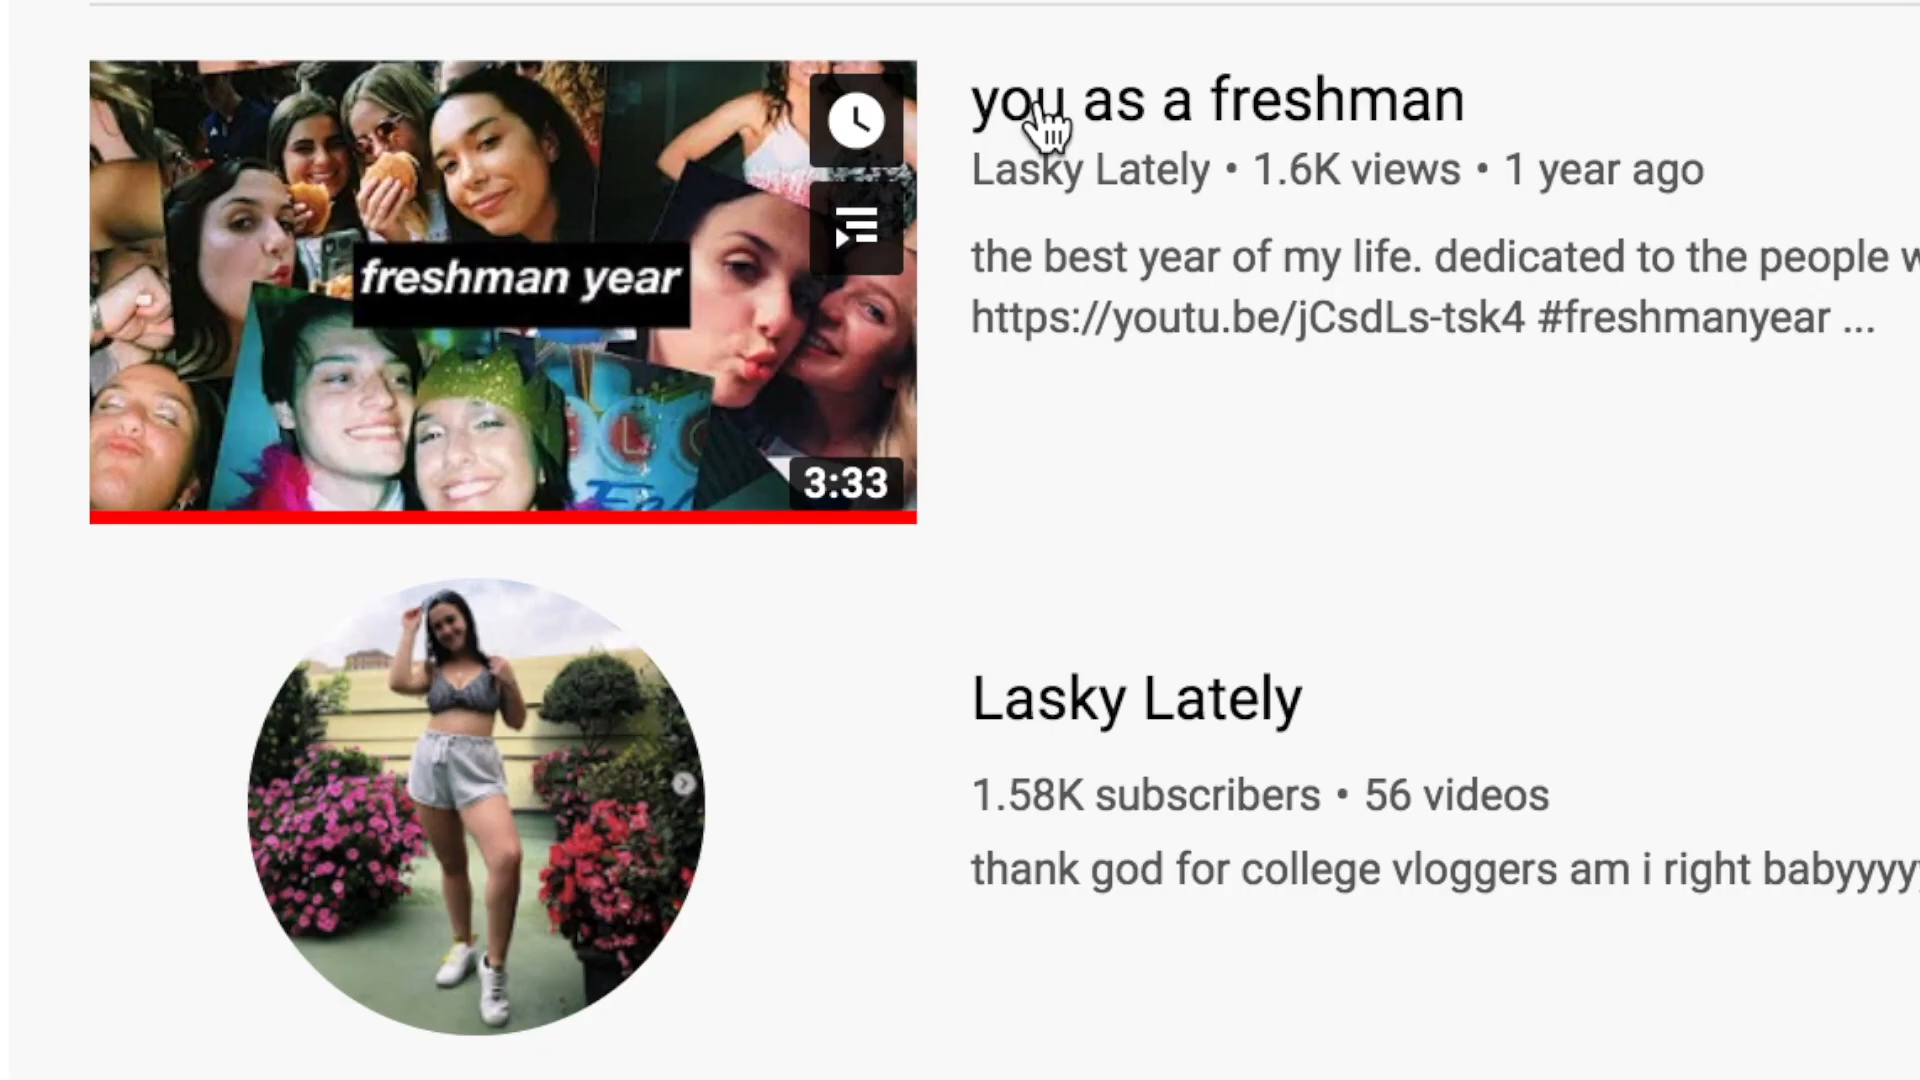 freshman year
3:33
you as a freshman
Lasky Lately • 1.6K views • 1 year ago
the best year of my life. dedicated to the people
https://youtu.be/jCsdLs-tsk4 #freshmanyear ...
Lasky Lately
1.58K subscribers • 56 videos
thank god for college vloggers am i right babyyyy